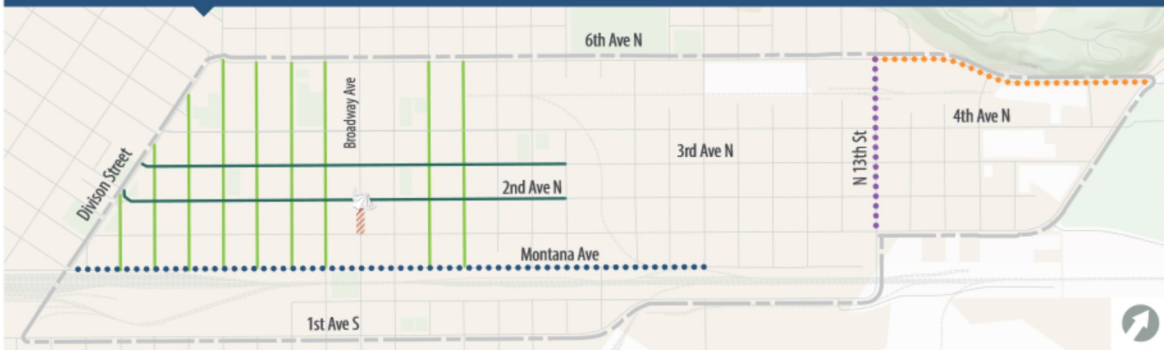 6th Ave N
Broadway Ave
4th Ave N
3rd Ave N
N 13th St
Divison Street
2nd Ave N
Montana Ave
1st Ave S